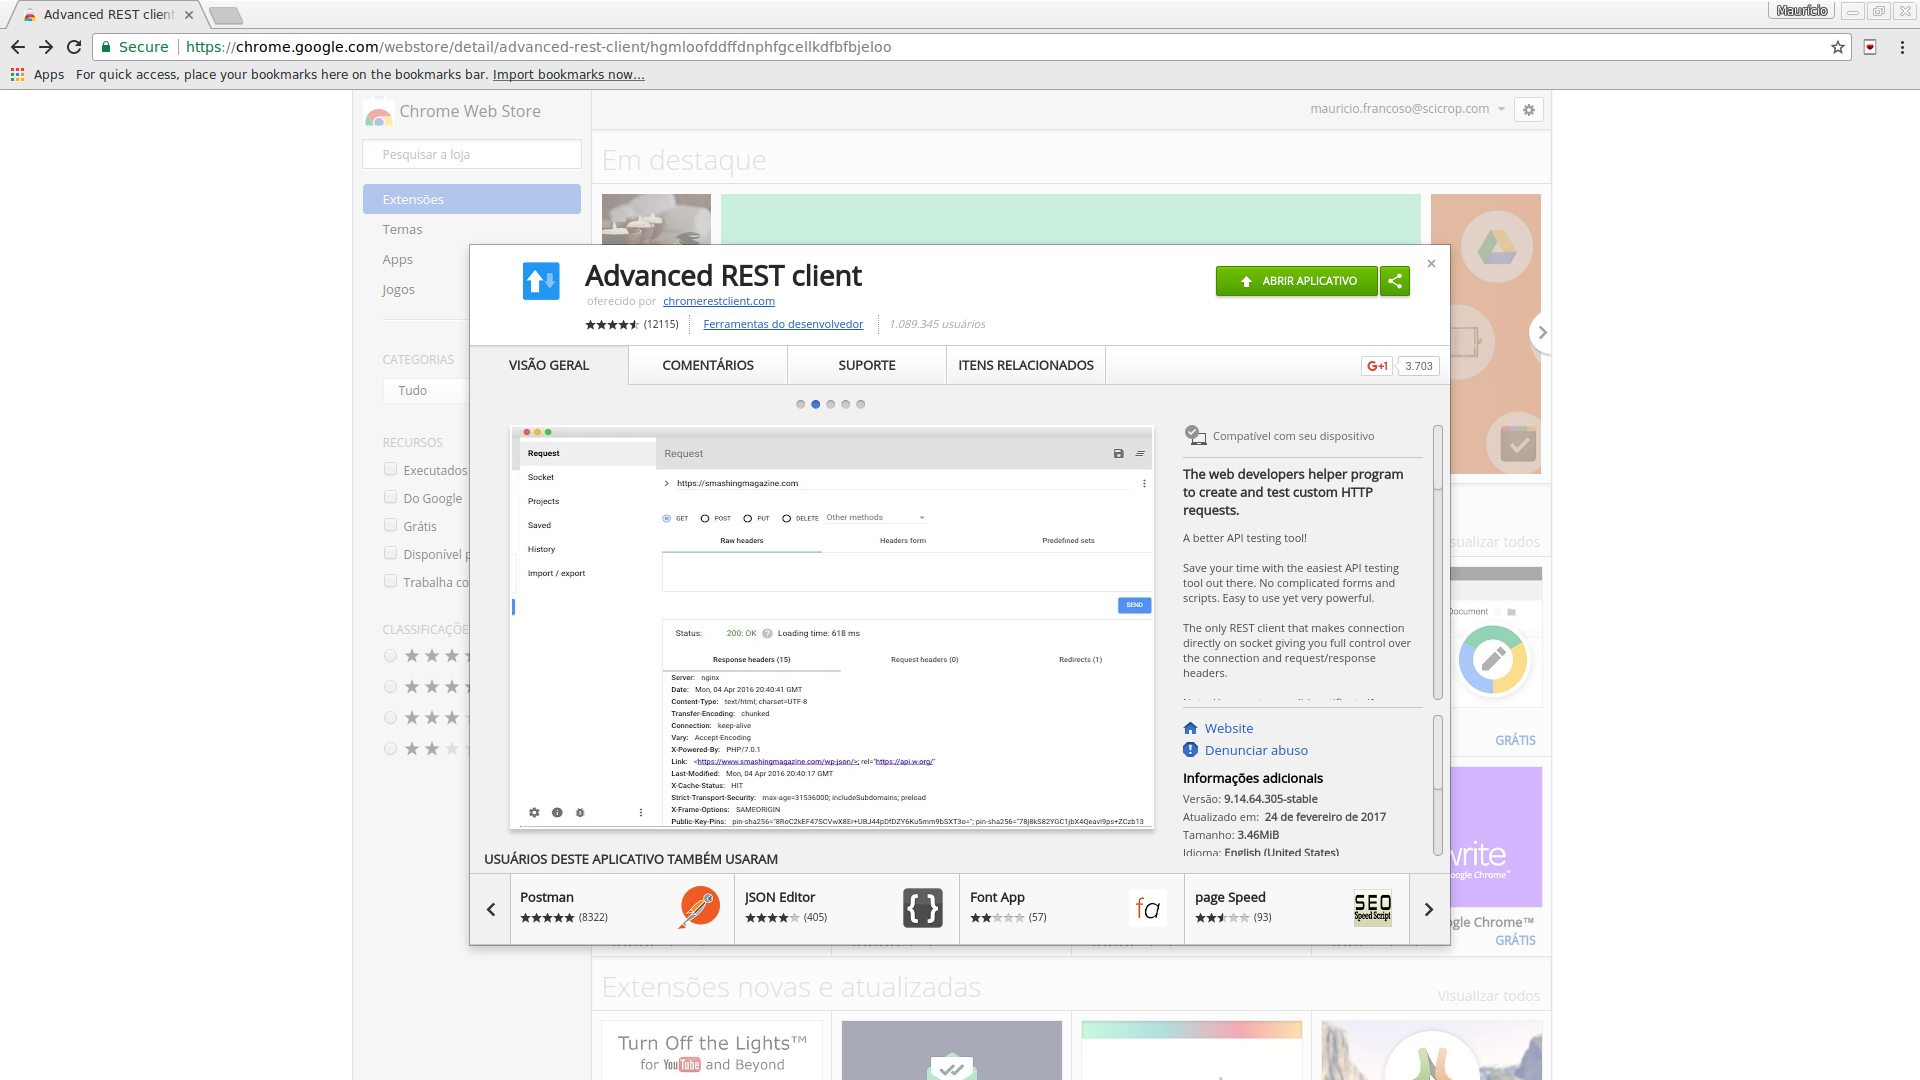 Advanced REST client
Maurício
Secure https://chrome.google.com/webstore/detail/advanced-rest-client/hgmloofddffdnphfgcellkdfbfbjeloo
Apps For quick access, place your bookmarks here on the bookmarks bar. Import bookmarks now...
Chrome Web Store
mauricio.francoso@scicrop.com
Pesquisar a loja
Em destaque
Extensões
Temas
Apps
Jogos
CATEGORIAS
Tudo
RECURSOS
Executados
Do Google
Grátis
Disponível
Trabalha
Advanced REST client
oferecido por chromerestclient.com
(12115) Ferramentas do desenvolvedor 1.089.345 usuários
ABRIR APLICATIVO
VISÃO GERAL COMENTÁRIOS SUPORTE ITENS RELACIONADOS
G+1 3.703
Request
Socket
Projects
Saved
History
Import / export
Request
https://smashingmagazine.com
GET POST PUT DELETE Other methods
Raw headers Headers form Predefined sets
SEND
Status: 200: OK Loading time: 618 ms
Response headers (15) Request headers (0) Redirects (1)
Server: nginx
Date: Mon, 04 Apr 2016 20:40:41 GMT
Content-Type: text/html; charset=UTF-8
Transfer-Encoding: chunked
Connection: keep-alive
Vary: Accept-Encoding
X-Powered-By: PHP/7.0.1
Link: <https://www.smashingmagazine.com/wp-json/>; rel="https://api.w.org/"
Last-Modified: Mon, 04 Apr 2016 20:40:17 GMT
X-Cache-Status: HIT
Strict-Transport-Security: max-age=31536000; includeSubdomains; preload
X-Frame-Options: SAMEORIGIN
Public-Key-Pins: pin-sha256="8RoC2kEF47SCVwX8Er+UBJ44pDfDZY6Ku5mm9bSXT3o="; pin-sha256="78j8kS82YGC1jbX4Qeavl9ps+ZCzb13
Compatível com seu dispositivo
The web developers helper program
to create and test custom HTTP
requests.
A better API testing tool!
Save your time with the easiest API testing
tool out there. No complicated forms and
scripts. Easy to use yet very powerful.
The only REST client that makes connection
directly on socket giving you full control over
the connection and request/response
headers.
Website
Denunciar abuso
Informações adicionais
Versão: 9.14.64.305-stable
Atualizado em: 24 de fevereiro de 2017
Tamanho: 3.46MiB
Idioma: English (United States)
USUÁRIOS DESTE APLICATIVO TAMBÉM USARAM
Postman
(8322)
JSON Editor
(405)
{}
Font App
(57)
fa
page Speed
(93)
SEO
Speed Script
Document
GRÁTIS
Google Chrome™
GRÁTIS
Extensões novas e atualizadas
Visualizar todos
Turn Off the Lights™
for YouTube and Beyond